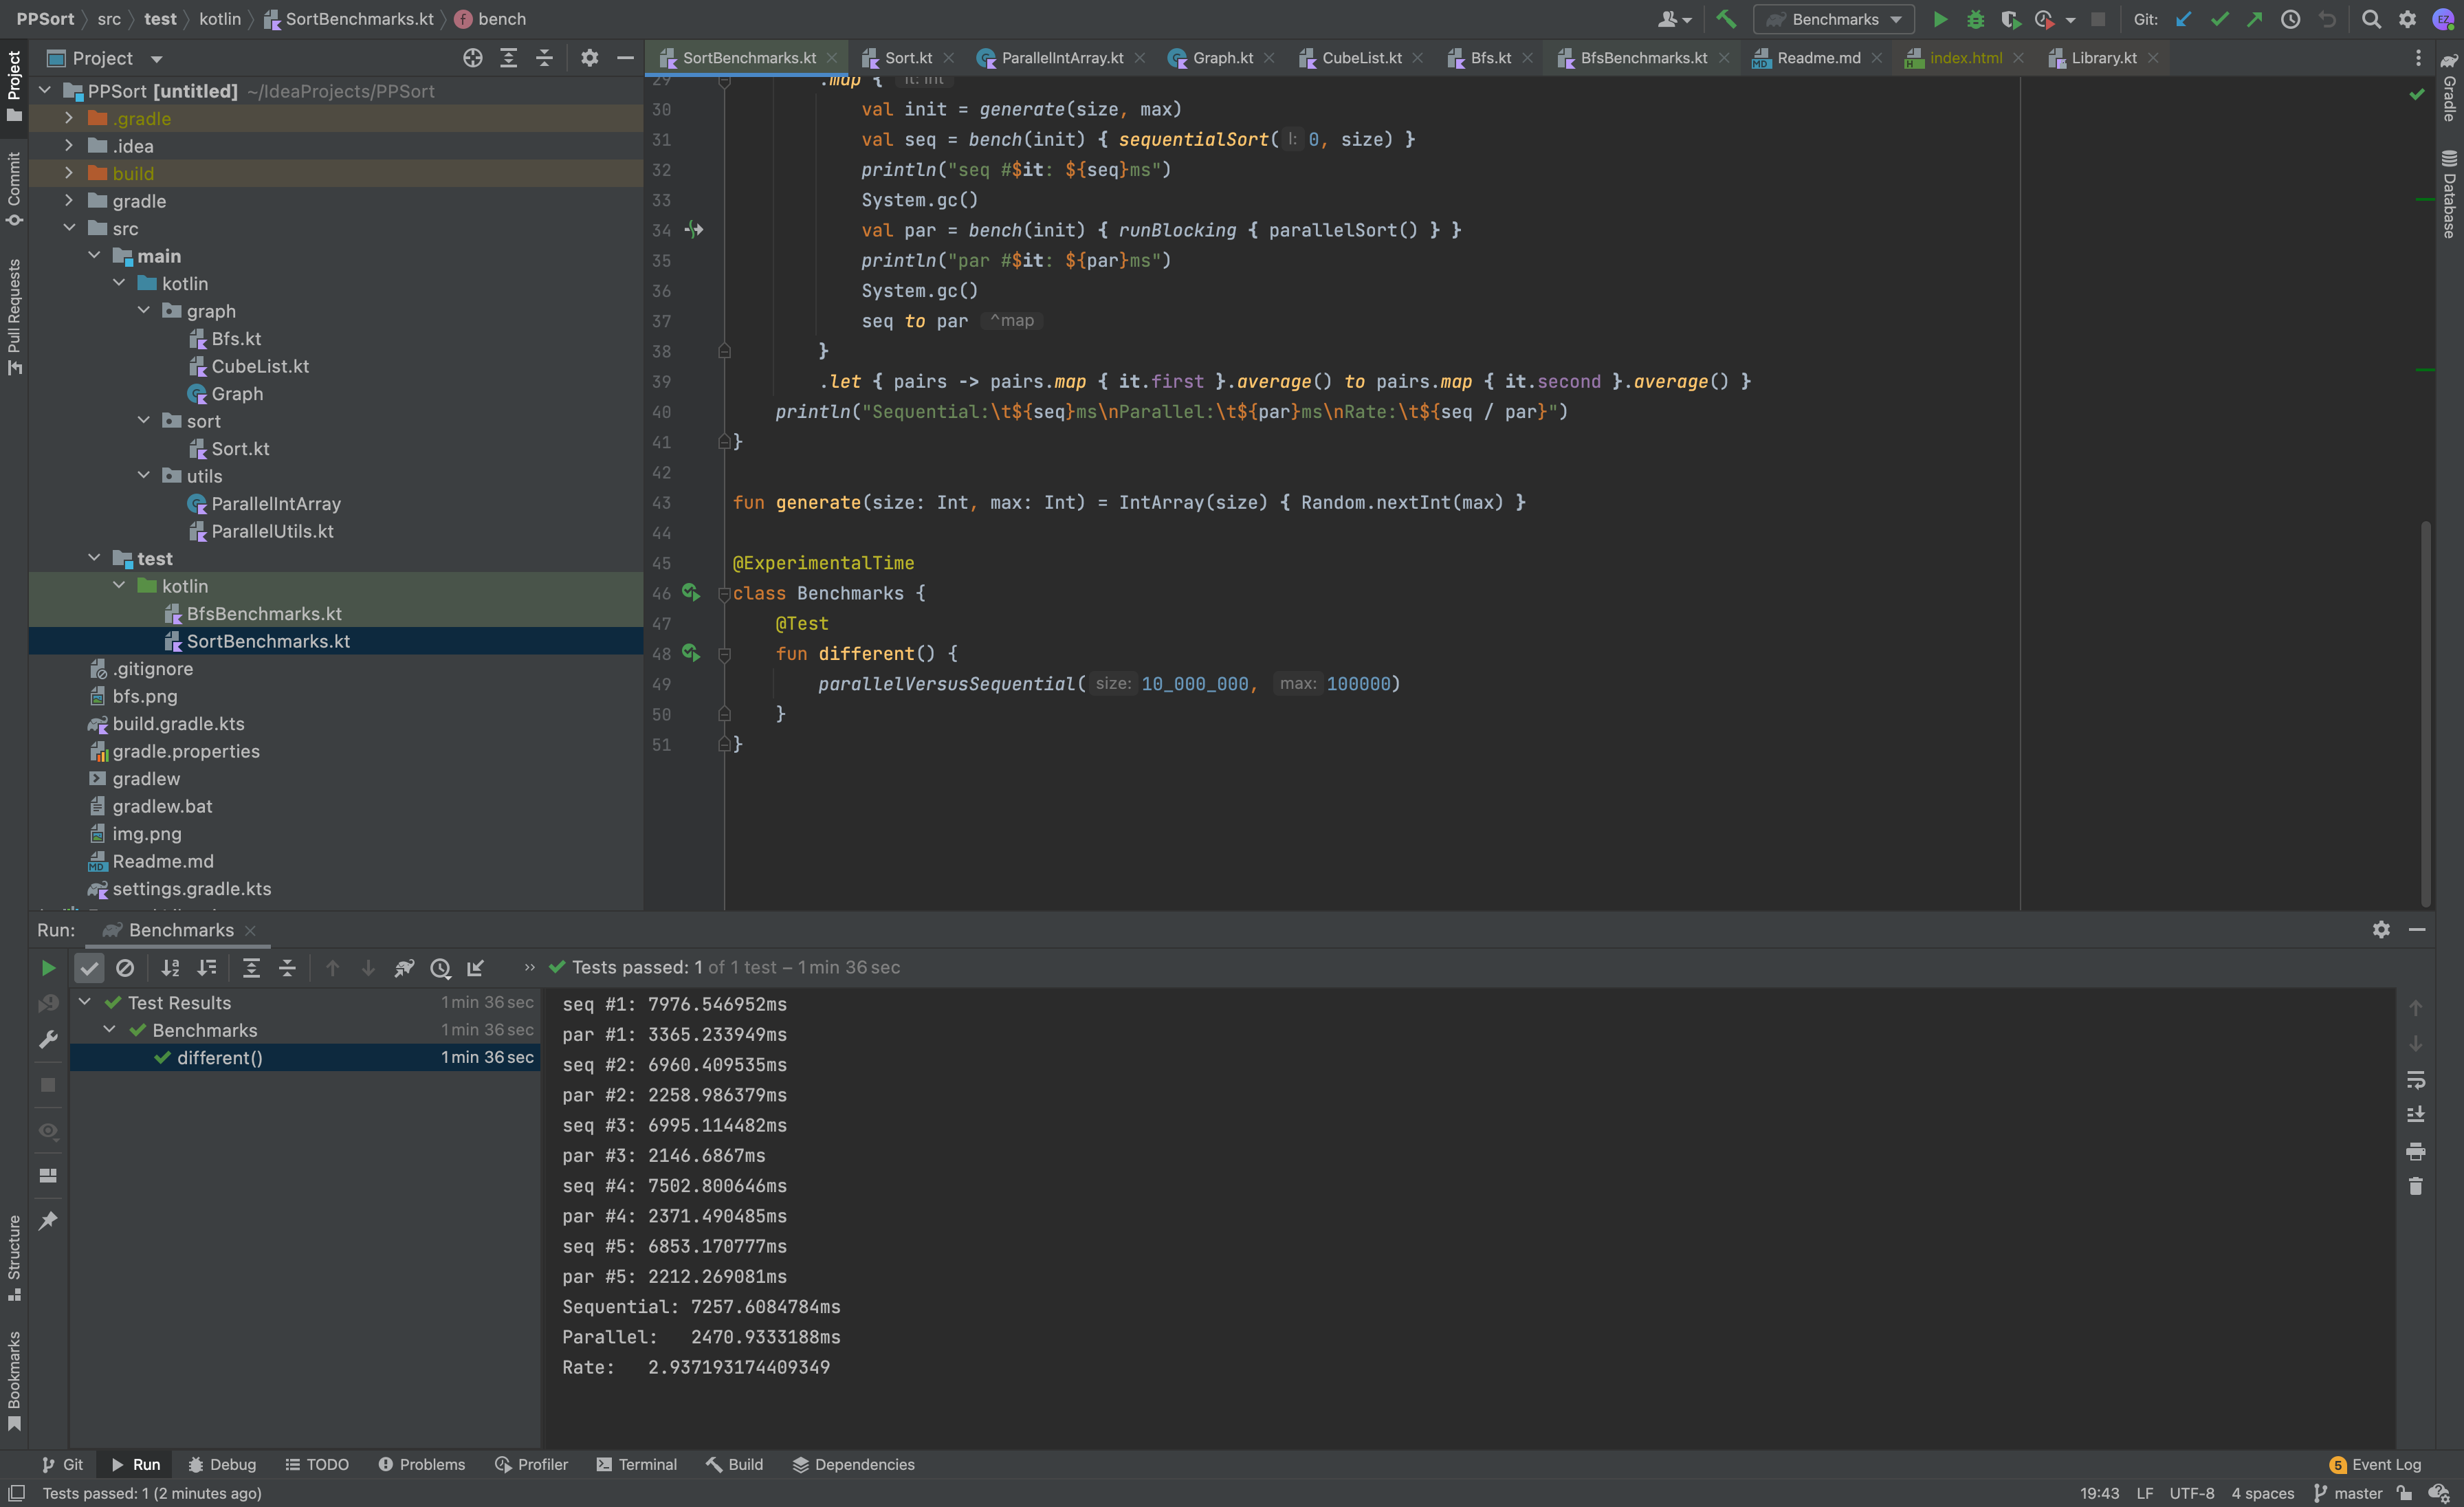 PPSort src test kotlin SortBenchmarks.kt bench
Benchmarks
Git:
Project
SortBenchmarks.kt
Sort.kt
ParallelIntArray.kt
Graph.kt
CubeList.kt
Bfs.kt
BfsBenchmarks.kt
Readme.md
index.html
Library.kt
Project
Commit
Pull Requests
PPSort [untitled] ~/IdeaProjects/PPSort
.gradle
.idea
build
gradle
src
main
kotlin
graph
Bfs.kt
CubeList.kt
Graph
sort
Sort.kt
utils
ParallelIntArray
ParallelUtils.kt
test
kotlin
BfsBenchmarks.kt
SortBenchmarks.kt
.gitignore
bfs.png
build.gradle.kts
gradle.properties
gradlew
gradlew.bat
img.png
Readme.md
settings.gradle.kts
29 .map { it: Int
30 val init = generate(size, max)
31 val seq = bench(init) { sequentialSort( l: 0, size) }
32 println("seq #$it: ${seq}ms")
33 System.gc()
34 val par = bench(init) { runBlocking { parallelSort() } }
35 println("par #$it: ${par}ms")
36 System.gc()
37 seq to par ^map
38 }
39 .let { pairs -> pairs.map { it.first }.average() to pairs.map { it.second }.average() }
40 println("Sequential:\t${seq}ms\nParallel:\t${par}ms\nRate:\t${seq / par}")
41 }
42
43 fun generate(size: Int, max: Int) = IntArray(size) { Random.nextInt(max) }
44
45 @ExperimentalTime
46 class Benchmarks {
47 @Test
48 fun different() {
49 parallelVersusSequential( size: 10_000_000, max: 100000)
50 }
51 }
Gradle
Database
Run: Benchmarks
Tests passed: 1 of 1 test – 1 min 36 sec
Test Results 1 min 36 sec
Benchmarks 1 min 36 sec
different() 1 min 36 sec
seq #1: 7976.546952ms
par #1: 3365.233949ms
seq #2: 6960.409535ms
par #2: 2258.986379ms
seq #3: 6995.114482ms
par #3: 2146.6867ms
seq #4: 7502.800646ms
par #4: 2371.490485ms
seq #5: 6853.170777ms
par #5: 2212.269081ms
Sequential: 7257.6084784ms
Parallel: 2470.9333188ms
Rate: 2.937193174409349
Structure
Bookmarks
Git Run Debug TODO Problems Profiler Terminal Build Dependencies
5 Event Log
Tests passed: 1 (2 minutes ago)
19:43 LF UTF-8 4 spaces master